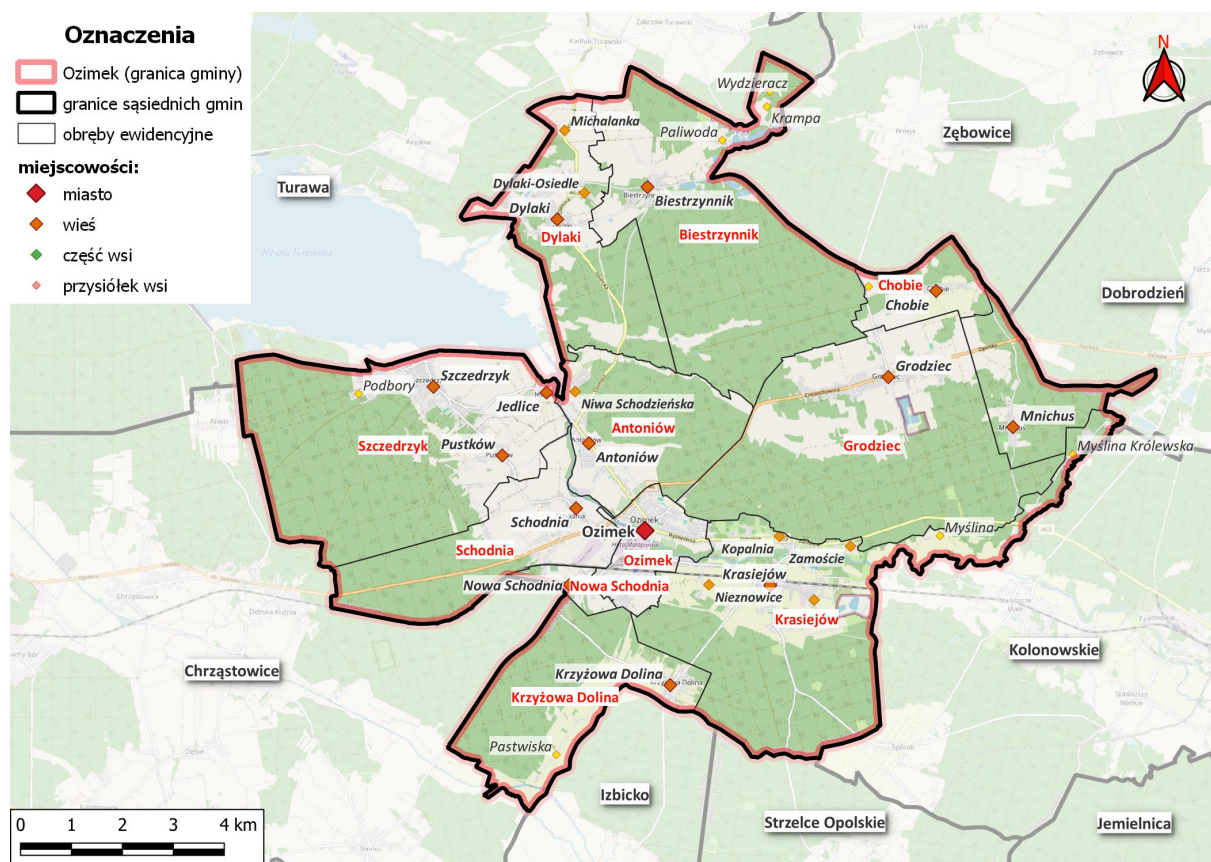 Oznaczenia
Ozimek (granica gminy)
granice sąsiednich gmin
obręby ewidencyjne
miejscowości:
miasto
wieś
część wsi
przysiółek wsi
N
Wydzieracz
Krampa
Michalanka
Paliwoda
Zębowice
Turawa
Dylaki-Osiedle
Dylaki
Biestrzynnik
Dylaki
Biestrzynnik
Chobie
Chobie
Dobrodzień
Podbory
Szczedrzyk
Jedlice
Niwa Schodzieńska
Grodziec
Szczedrzyk
Pustków
Antoniów
Antoniów
Grodziec
Mnichus
Myślina Królewska
Schodnia
Ozimek
Schodnia
Ozimek
Kopalnia
Zamoście
Myślina
Nowa Schodnia
Nowa Schodnia
Krasiejów
Nieznowice
Krasiejów
Kolonowskie
Chrząstowice
Krzyżowa Dolina
Krzyżowa Dolina
Pastwiska
Izbicko
Strzelce Opolskie
Jemielnica
0 1 2 3 4 km